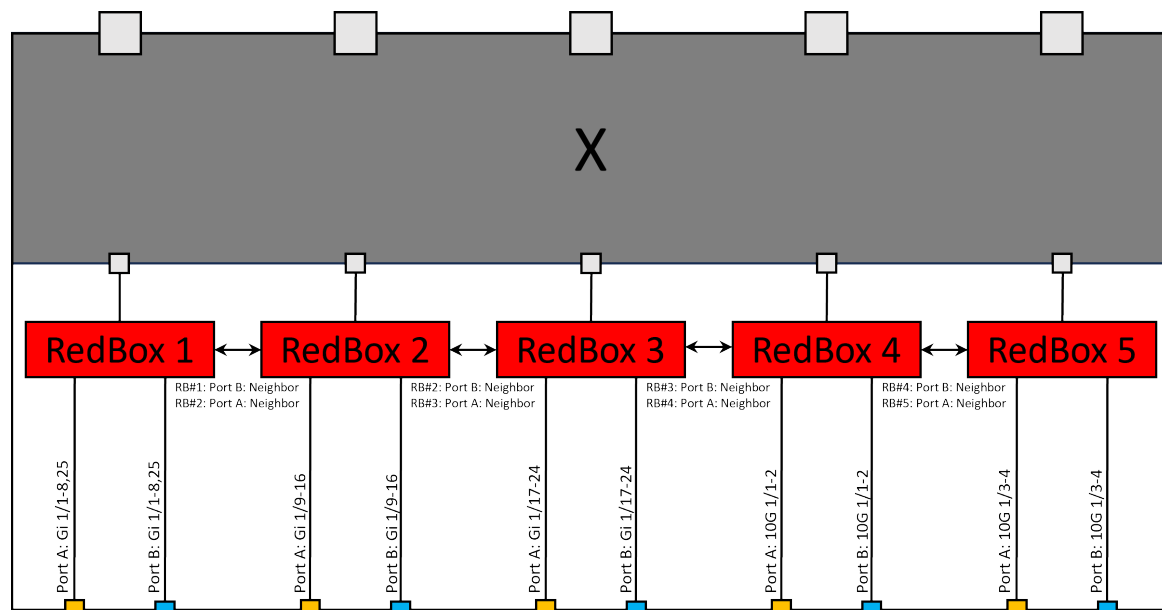 X
RedBox 1
RedBox 2
RedBox 3
RedBox 4
RedBox 5
RB#1: Port B: Neighbor
RB#2: Port A: Neighbor
RB#2: Port B: Neighbor
RB#3: Port A: Neighbor
RB#3: Port B: Neighbor
RB#4: Port A: Neighbor
RB#4: Port B: Neighbor
RB#5: Port A: Neighbor
Port A: Gi 1/1-8,25
Port B: Gi 1/1-8,25
Port A: Gi 1/9-16
Port B: Gi 1/9-16
Port A: Gi 1/17-24
Port B: Gi 1/17-24
Port A: 10G 1/1-2
Port B: 10G 1/1-2
Port A: 10G 1/3-4
Port B: 10G 1/3-4